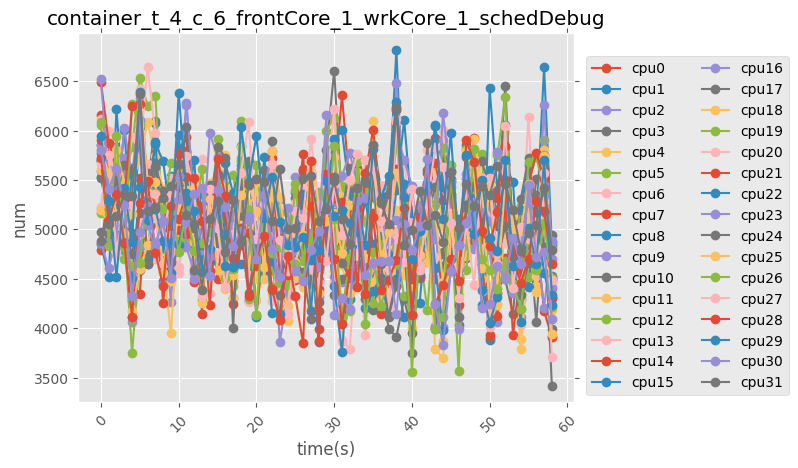 container_t_4_c_6_frontCore_1_wrkCore_1_schedDebug
num
6500
6000
5500
5000
4500
4000
3500
0
10
20
30
40
50
60
time(s)
cpu0
cpu1
cpu2
cpu3
cpu4
cpu5
cpu6
cpu7
cpu8
cpu9
cpu10
cpu11
cpu12
cpu13
cpu14
cpu15
cpu16
cpu17
cpu18
cpu19
cpu20
cpu21
cpu22
cpu23
cpu24
cpu25
cpu26
cpu27
cpu28
cpu29
cpu30
cpu31